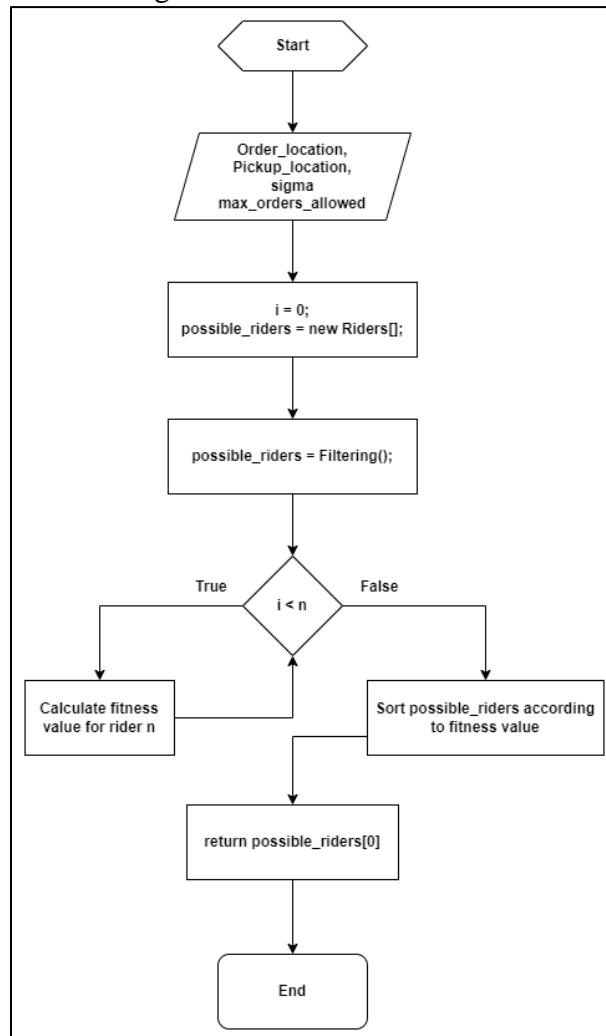 Start
Order_location,
Pickup_location,
sigma
max_orders_allowed
i = 0;
possible_riders = new Riders[];
possible_riders = Filtering();
True
i < n
False
Calculate fitness
value for rider n
Sort possible_riders according
to fitness value
return possible_riders[0]
End